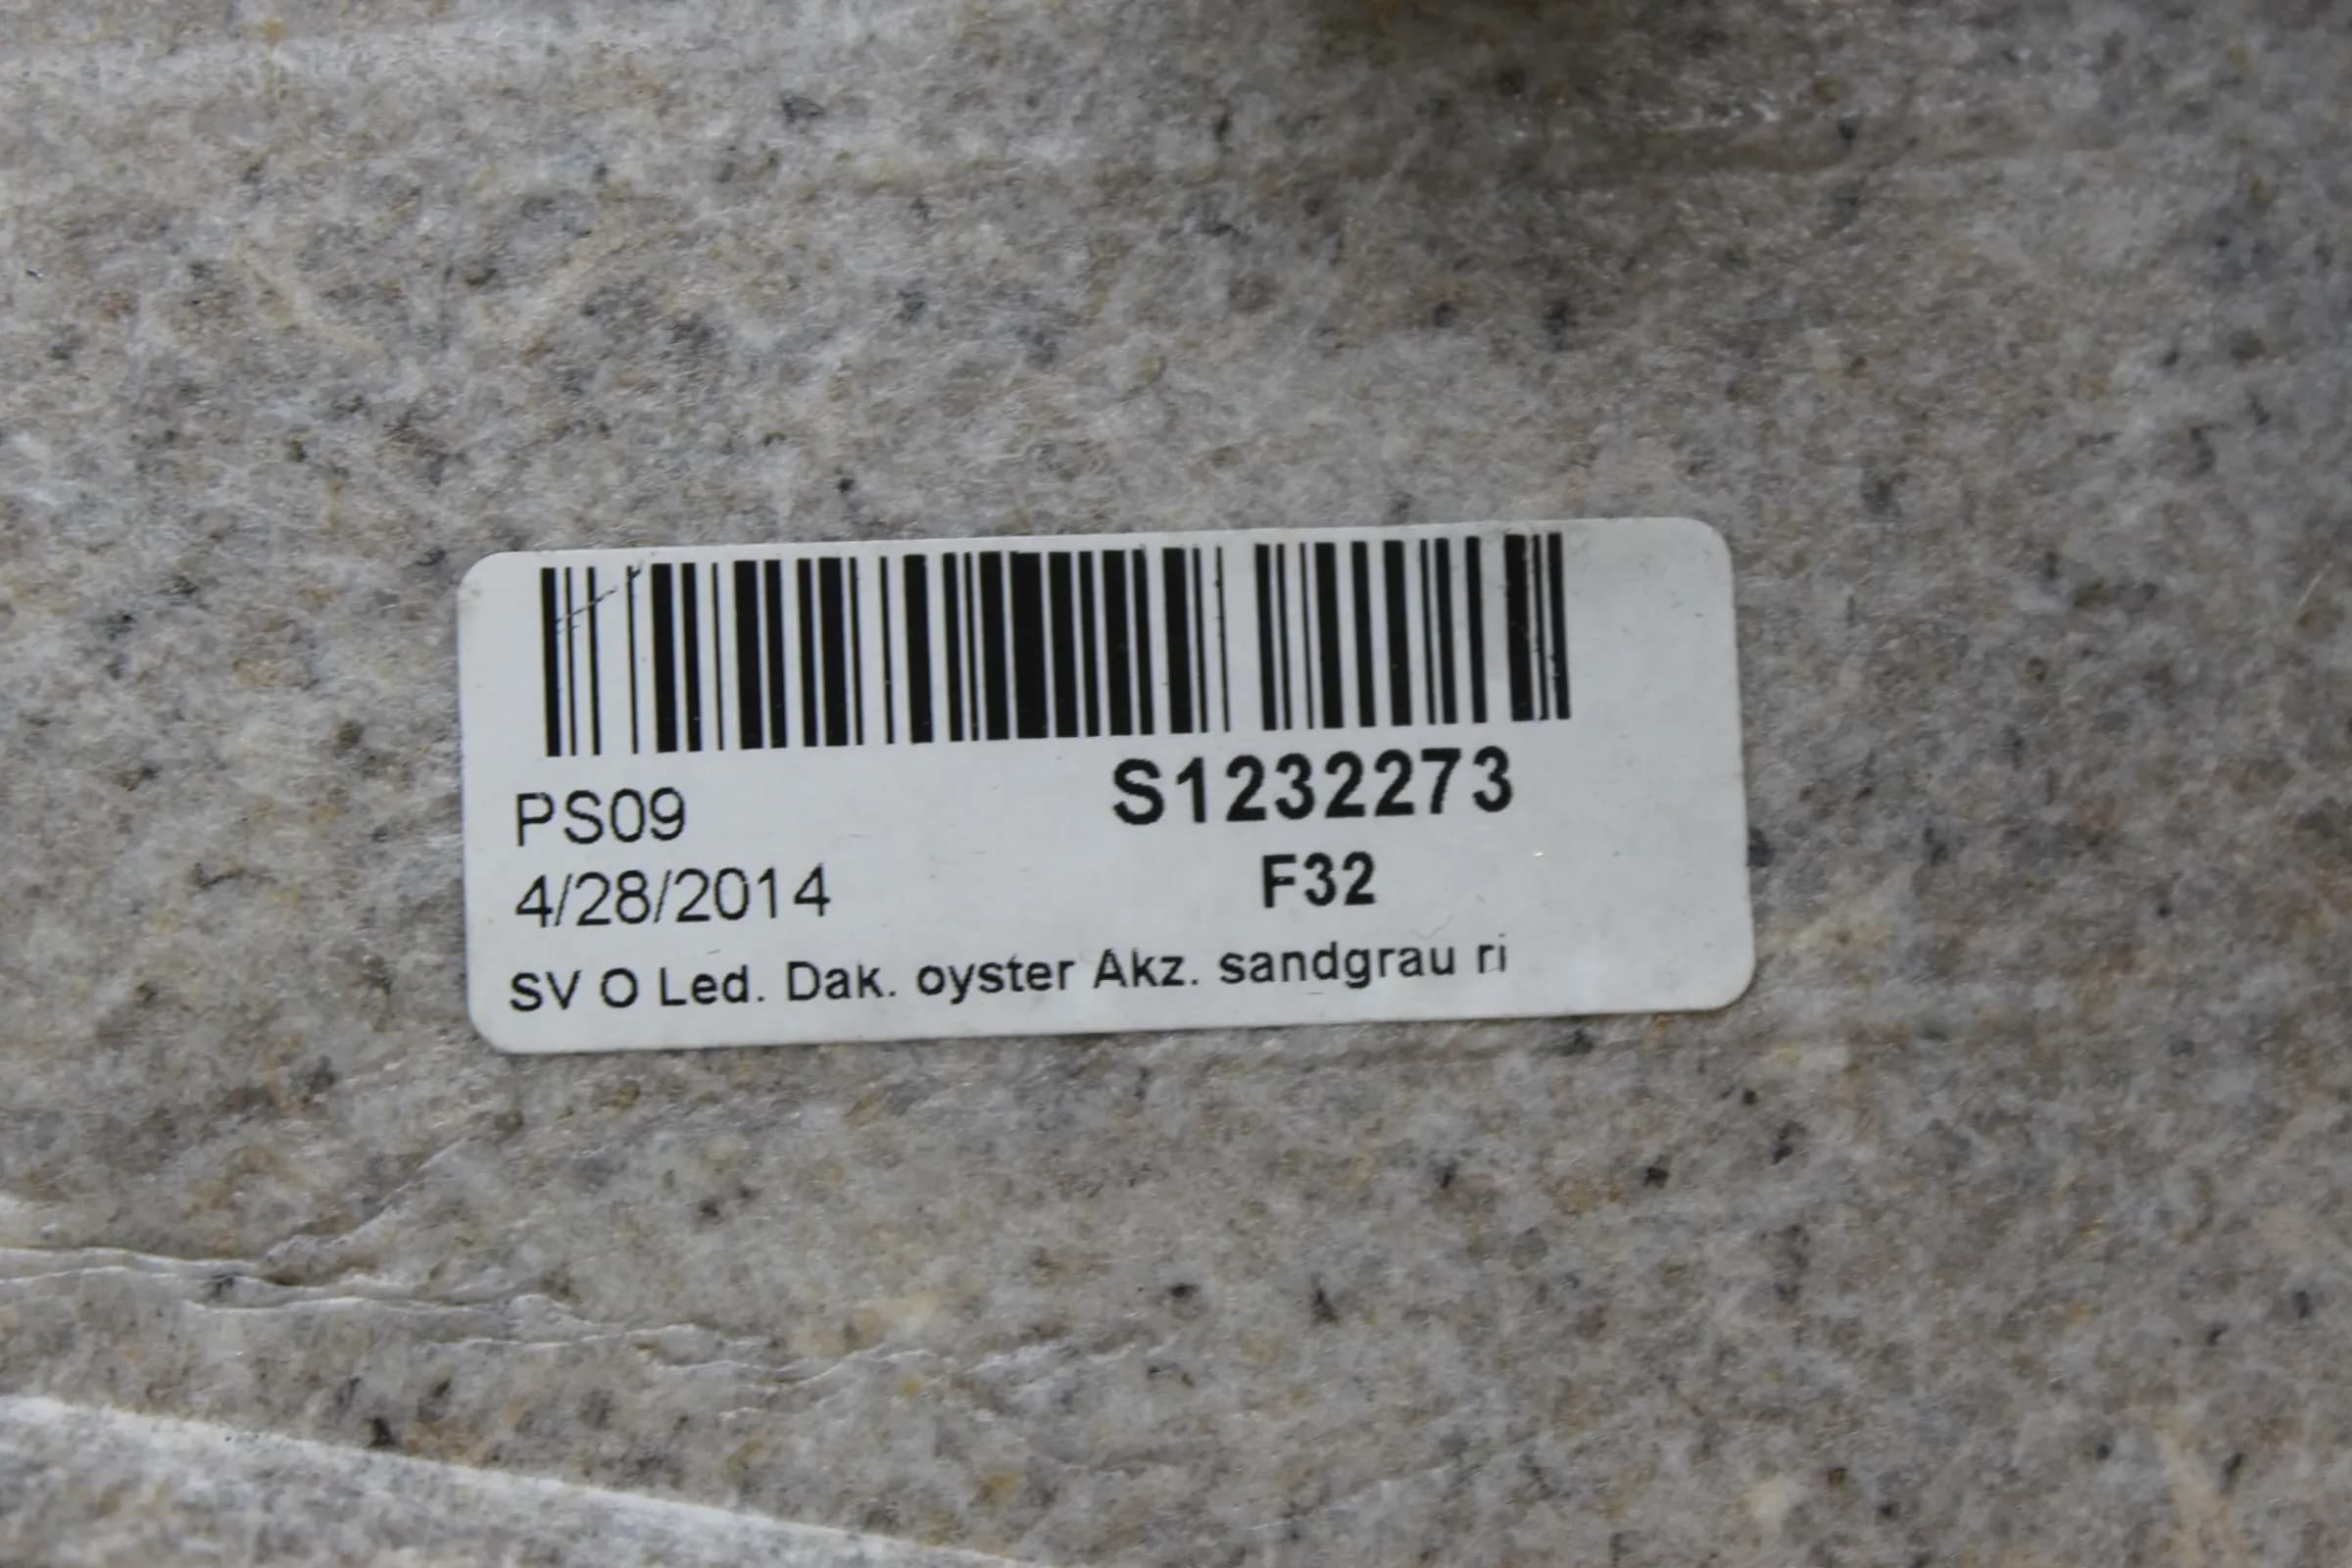 PS09
S1232273
4/28/2014
F32
SV O Led. Dak. oyster Akz. sandgrau ri